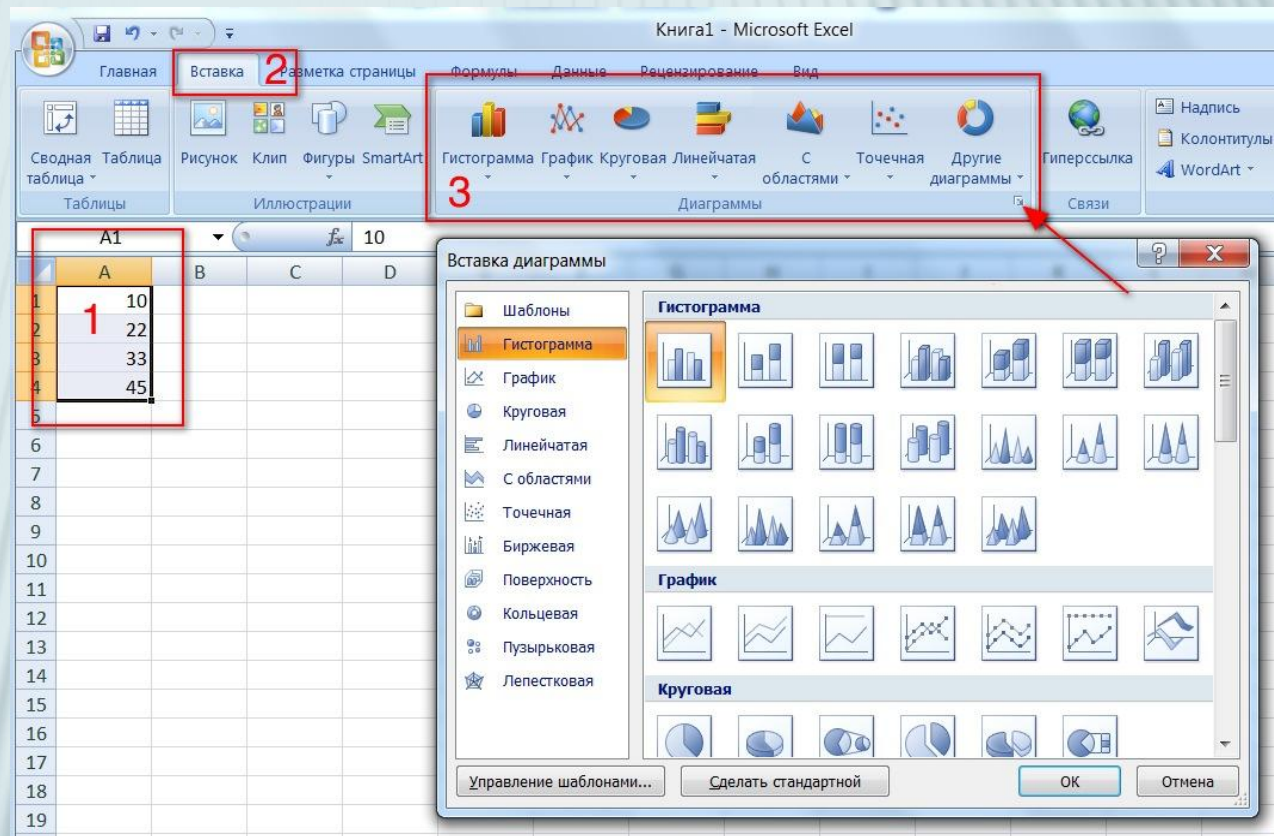 Книга1 - Microsoft Excel
Главная Вставка 2 Разметка страницы Формулы Данные Рецензирование Вид
Сводная таблица Таблица Рисунок Клип Фигуры SmartArt Гистограмма График Круговая Линейчатая С областями Точечная Другие диаграммы Гиперссылка
Надпись
Колонтитулы
WordArt
3
Таблицы Иллюстрации Диаграммы Связи
A1 fx 10
A B C D
1 10
1
2 22
3 33
4 45
5
6
7
8
9
10
11
12
13
14
15
16
17
18
19
Вставка диаграммы ? X
Шаблоны
Гистограмма
График
Круговая
Линейчатая
С областями
Точечная
Биржевая
Поверхность
Кольцевая
Пузырьковая
Лепестковая
Гистограмма
График
Круговая
Управление шаблонами... Сделать стандартной ОК Отмена